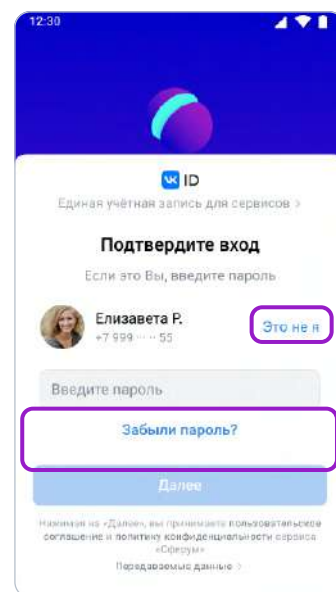 12:30
VK ID
Единая учётная запись для сервисов >
Подтвердите вход
Если это Вы, введите пароль
Елизавета Р.
Это не я
+7 999 ··· ·· 55
Введите пароль
Забыли пароль?
Далее
Нажимая на «Далее», вы принимаете пользовательское
соглашение и политику конфиденциальности сервиса
«Сферум»
Передаваемые данные >